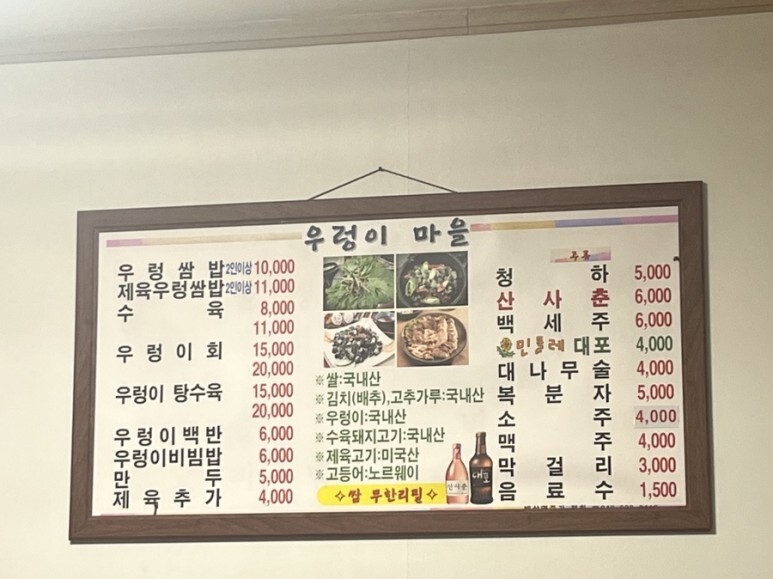 우렁이 마을
우렁쌈밥 2인이상 10,000
제육우렁쌈밥 2인이상 11,000
수육 8,000
11,000
우렁이회 15,000
20,000
우렁이 탕수육 15,000
20,000
우렁이백반 6,000
우렁이비빔밥 6,000
만두 5,000
제육추가 4,000
※쌀:국내산
※김치(배추),고추가루:국내산
※우렁이:국내산
※수육돼지고기:국내산
※제육고기:미국산
※고등어:노르웨이
쌈 무한리필
산사춘
대포
주류
청하 5,000
산사춘 6,000
백세주 6,000
민들레 대포 4,000
대나무술 4,000
복분자 5,000
소주 4,000
맥주 4,000
막걸리 3,000
음료수 1,500